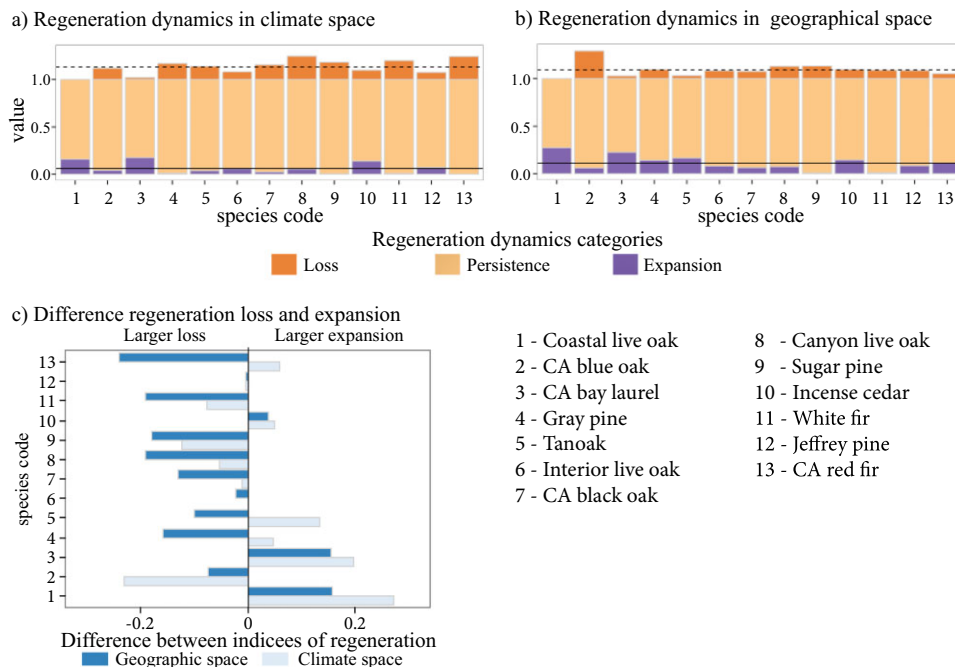 a) Regeneration dynamics in climate space
b) Regeneration dynamics in geographical space
value
1.0
0.5
0.0
1 2 3 4 5 6 7 8 9 10 11 12 13
species code
1.0
0.5
0.0
1 2 3 4 5 6 7 8 9 10 11 12 13
species code
Regeneration dynamics categories
Loss Persistence Expansion
c) Difference regeneration loss and expansion
Larger loss Larger expansion
species code
13
12
11
10
9
8
7
6
5
4
3
2
1
-0.2 0 0.2
Difference between indicees of regeneration
Geographic space Climate space
1 - Coastal live oak
2 - CA blue oak
3 - CA bay laurel
4 - Gray pine
5 - Tanoak
6 - Interior live oak
7 - CA black oak
8 - Canyon live oak
9 - Sugar pine
10 - Incense cedar
11 - White fir
12 - Jeffrey pine
13 - CA red fir